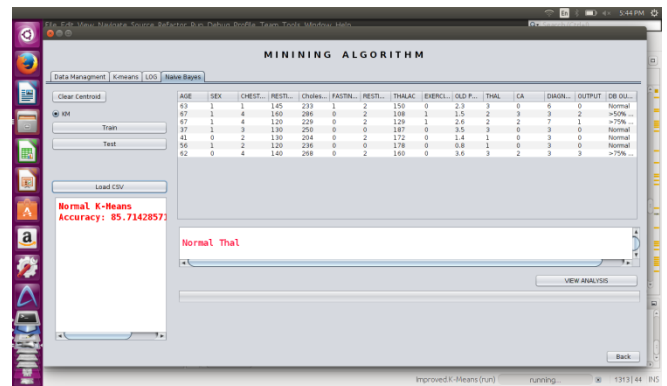 File Edit View Navigate Source Refactor Run Debug Profile Team Tools Window Help
En 5:44 PM
MINING ALGORITHM
Data Managment K-means LOG Naive Bayes
Clear Centroid
KM
Train
Test
Load CSV
Normal K-Means
Accuracy: 85.71428571
AGE SEX CHEST... RESTI... Choles... FASTIN... RESTI... THALAC EXERCI... OLD P... THAL CA DIAGN... OUTPUT DB OU...
63 1 1 145 233 1 2 150 0 2.3 3 0 6 0 Normal
67 1 4 160 286 0 2 108 1 1.5 2 3 3 2 >50% ...
67 1 4 120 229 0 2 129 1 2.6 2 2 7 1 >75% ...
37 1 3 130 250 0 0 187 0 3.5 3 0 3 0 Normal
41 0 2 130 204 0 2 172 0 1.4 1 0 3 0 Normal
56 1 2 120 236 0 0 178 0 0.8 1 0 3 0 Normal
62 0 4 140 268 0 2 160 0 3.6 3 2 3 3 >75% ...
Normal Thal
VIEW ANALYSIS
Back
Improved K-Means (run) running... 1313|44 INS